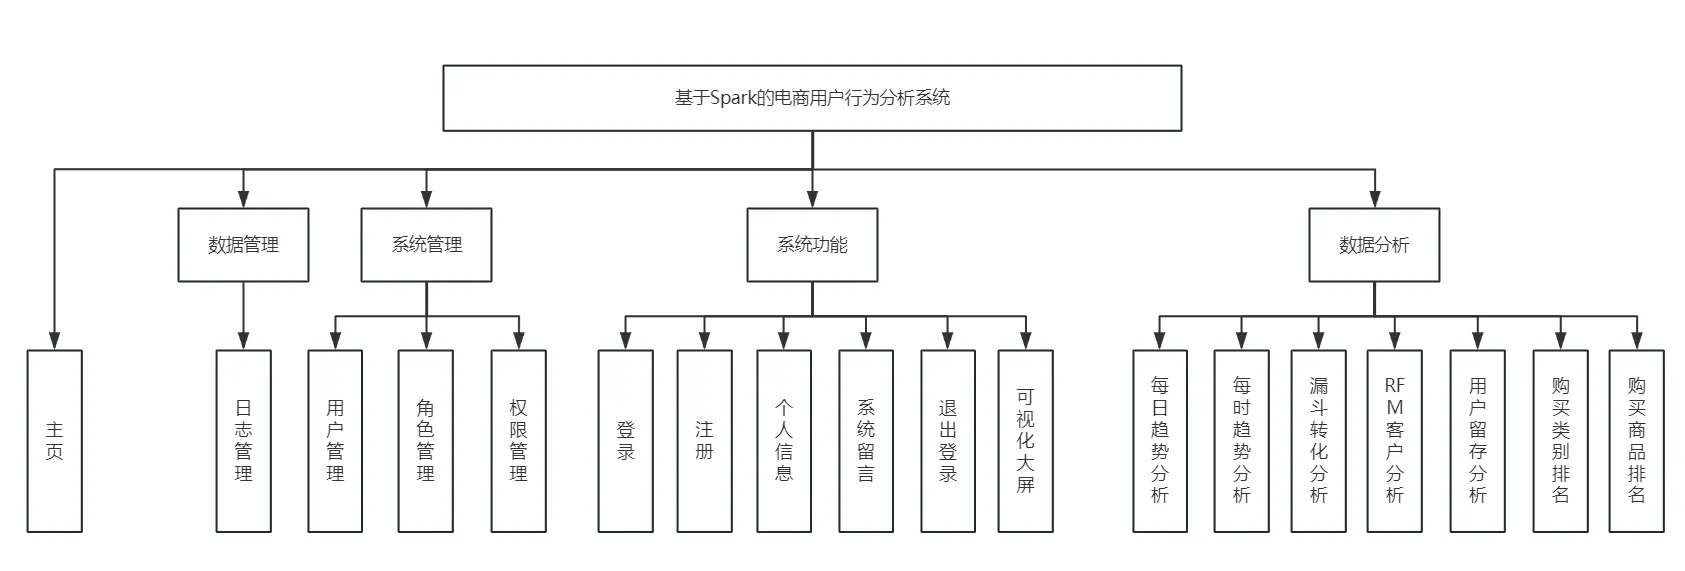 基于Spark的电商用户行为分析系统
数据管理
系统管理
系统功能
数据分析
主页
日志管理
用户管理
角色管理
权限管理
登录
注册
个人信息
系统留言
退出登录
可视化大屏
每日趋势分析
每时趋势分析
漏斗转化分析
RFM客户分析
用户留存分析
购买类别排名
购买商品排名